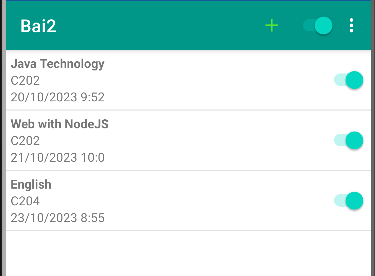 Bai2
Java Technology
C202
20/10/2023 9:52
Web with NodeJS
C202
21/10/2023 10:0
English
C204
23/10/2023 8:55